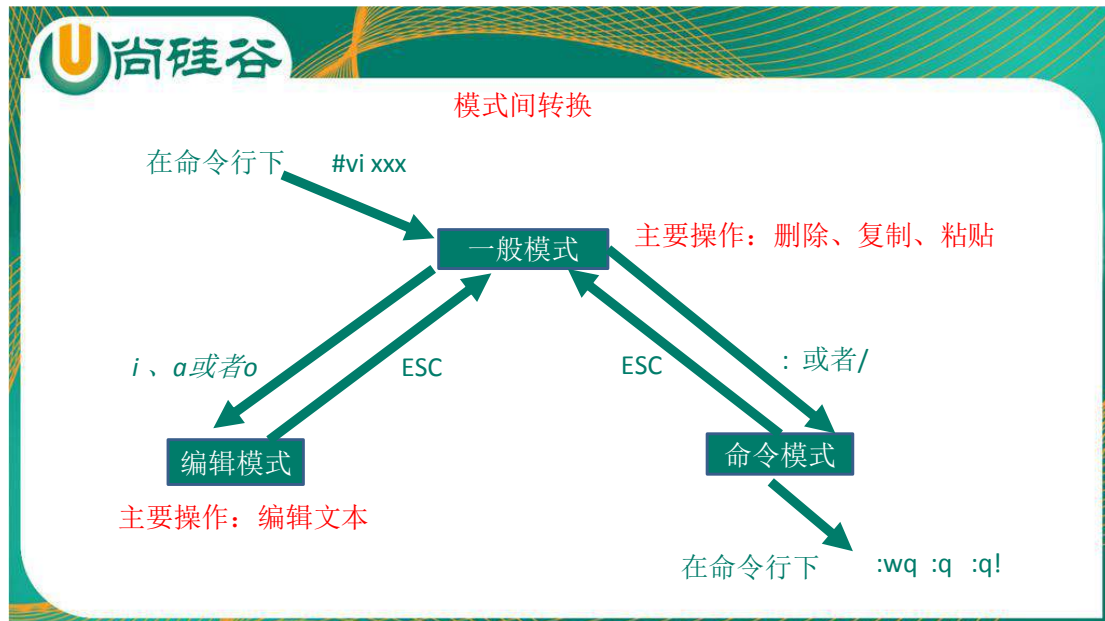 U尚硅谷
模式间转换
在命令行下 #vi xxx
一般模式
主要操作：删除、复制、粘贴
i 、a或者o
ESC
ESC
: 或者/
编辑模式
命令模式
主要操作：编辑文本
在命令行下 :wq :q :q!